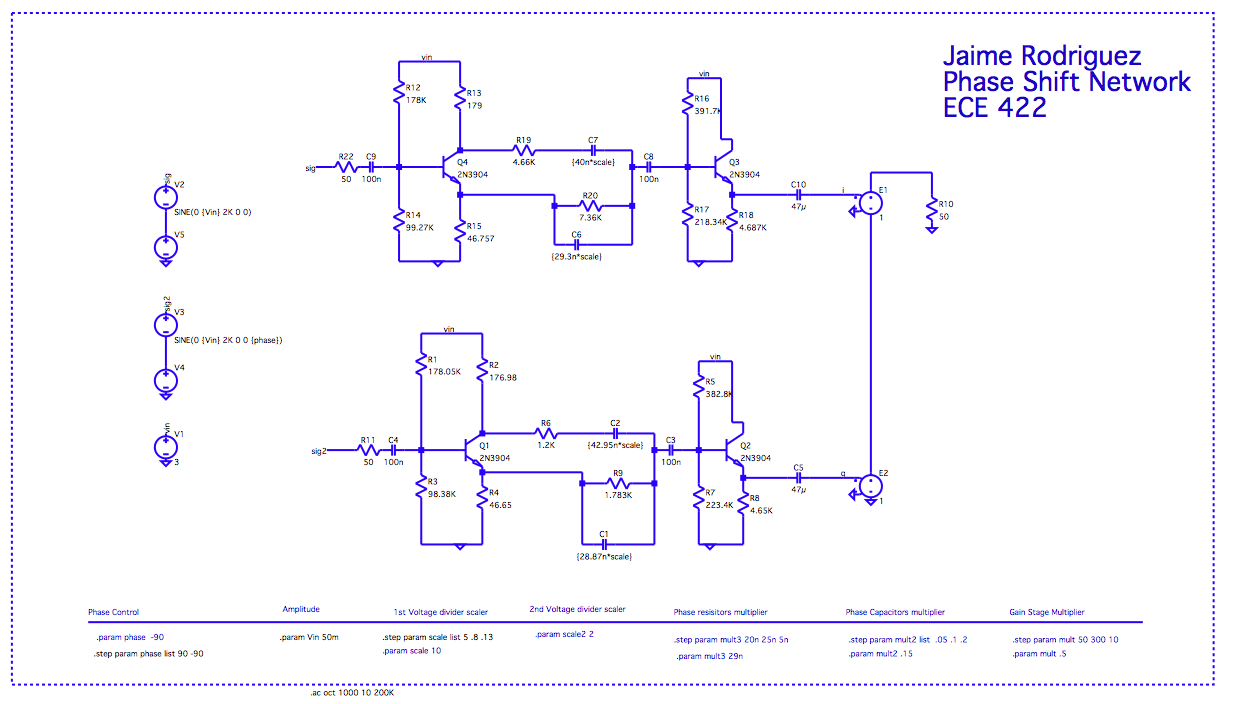 Jaime Rodriguez
Phase Shift Network
ECE 422
vin
R12
178K
R13
179
sig
R22
50
C9
100n
Q4
2N3904
R19
4.66K
C7
{40n*scale}
R14
99.27K
R15
46.757
R20
7.36K
C6
{29.3n*scale}
C8
100n
vin
R16
391.7K
Q3
2N3904
R17
218.34K
R18
4.687K
C10
47µ
i
E1
1
R10
50
sig
V2
SINE(0 {Vin} 2K 0 0)
V5
sig2
V3
SINE(0 {Vin} 2K 0 0 {phase})
V4
vin
V1
3
vin
R1
178.05K
R2
176.98
sig2
R11
50
C4
100n
Q1
2N3904
R6
1.2K
C2
{42.95n*scale}
R3
98.38K
R4
46.65
R9
1.783K
C1
{28.87n*scale}
C3
100n
vin
R5
382.8K
Q2
2N3904
R7
223.4K
R8
4.65K
C5
47µ
q
E2
1
Phase Control
Amplitude
1st Voltage divider scaler
2nd Voltage divider scaler
Phase resisitors multiplier
Phase Capacitors multiplier
Gain Stage Multiplier
.param phase -90
.step param phase list 90 -90
.param Vin 50m
.step param scale list 5 .8 .13
.param scale 10
.param scale2 2
.step param mult3 20n 25n 5n
.param mult3 29n
.step param mult2 list .05 .1 .2
.param mult2 .15
.step param mult 50 300 10
.param mult .5
.ac oct 1000 10 200K